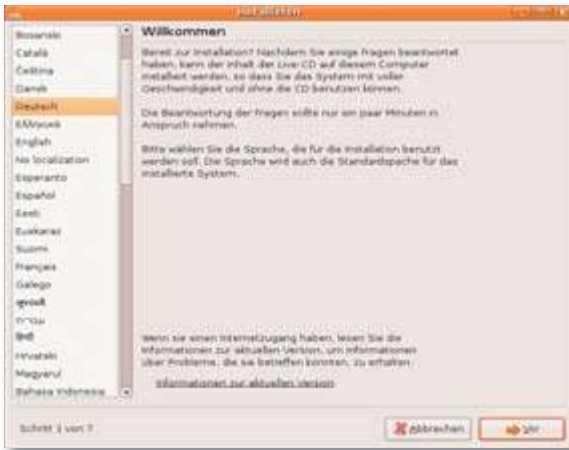 Installieren
Bosanski
Català
Čeština
Dansk
Deutsch
Ελληνικά
English
No localization
Esperanto
Español
Eesti
Euskaraz
Suomi
Français
Galego
ગુજરાતી
עברית
हिन्दी
Hrvatski
Magyarul
Bahasa Indonesia
Willkommen
Bereit zur Installation? Nachdem Sie einige Fragen beantwortet
haben, kann der Inhalt der Live-CD auf diesem Computer
installiert werden, so dass Sie das System mit voller
Geschwindigkeit und ohne die CD benutzen können.
Die Beantwortung der Fragen sollte nur ein paar Minuten in
Anspruch nehmen.
Bitte wählen Sie die Sprache, die für die Installation benutzt
werden soll. Die Sprache wird auch die Standardspache für das
installierte System.
Wenn sie einen Internetzugang haben, lesen Sie die
Informationen zur aktuellen Version, um Informationen
über Probleme, die sie betreffen könnten, zu erhalten.
Informationen zur aktuellen Version
Schritt 1 von 7
Abbrechen
Vor